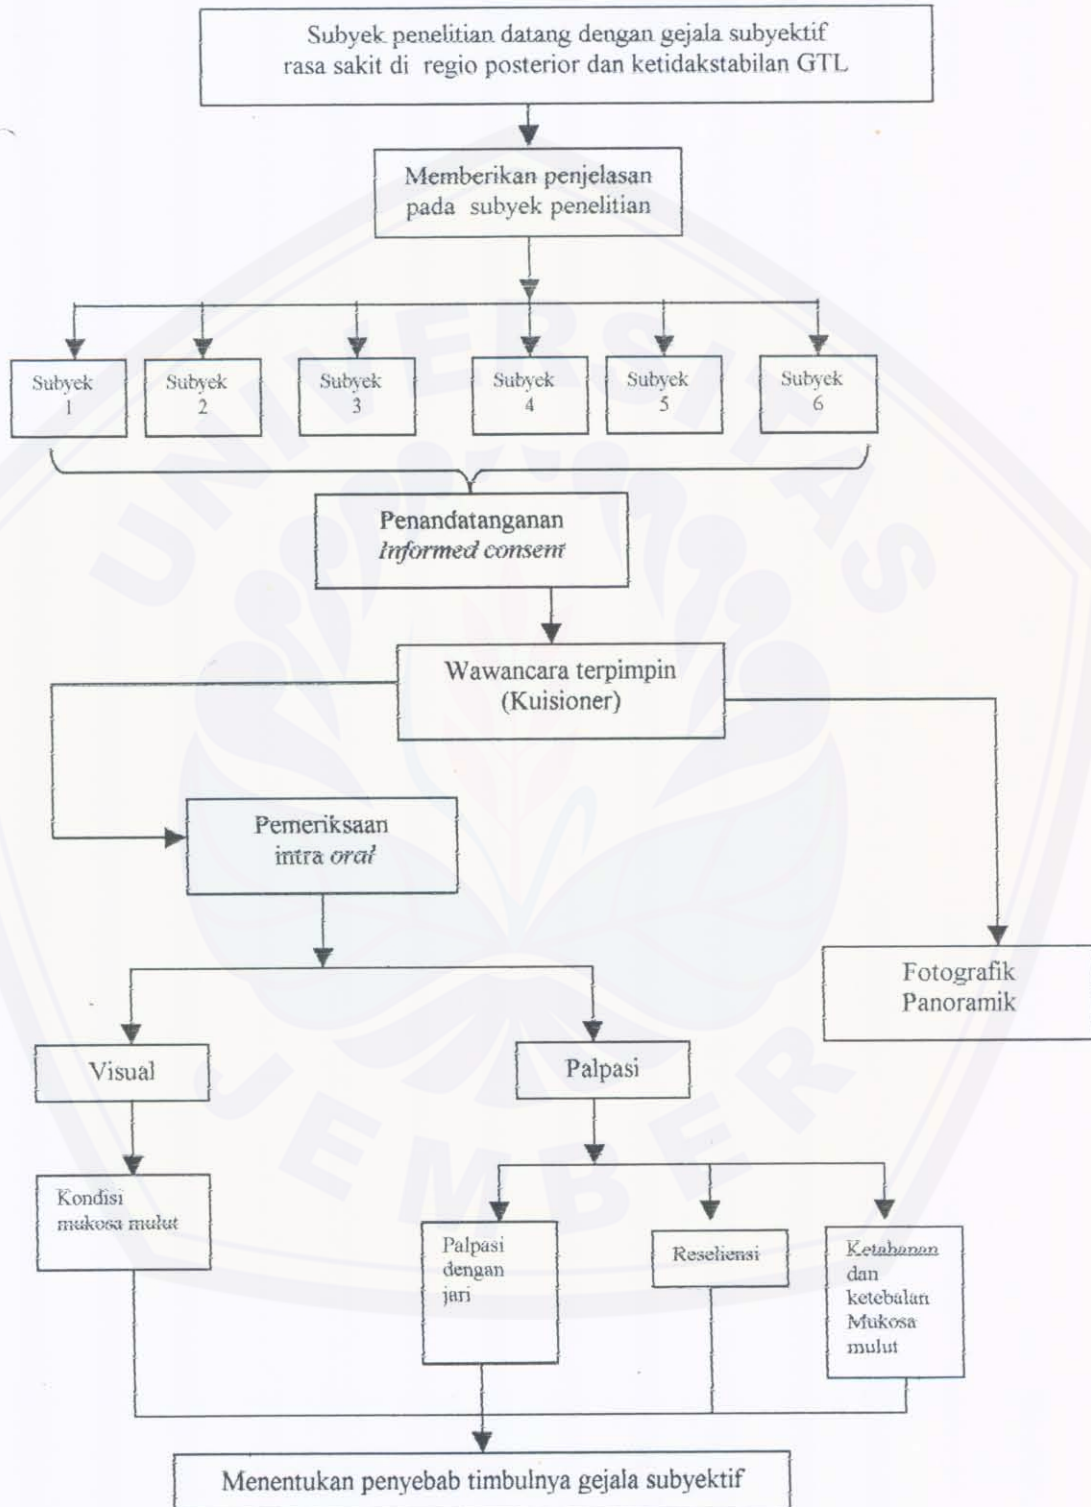 Subyek penelitian datang dengan gejala subyektif
rasa sakit di regio posterior dan ketidakstabilan GTL
Memberikan penjelasan
pada subyek penelitian
Subyek
1
Subyek
2
Subyek
3
Subyek
4
Subyek
5
Subyek
6
Penandatanganan
Informed consent
Wawancara terpimpin
(Kuisioner)
Pemeriksaan
intra oral
Fotografik
Panoramik
Visual
Palpasi
Kondisi
mukosa mulut
Palpasi
dengan
jari
Reseliensi
Ketahanan
dan
ketebalan
Mukosa
mulut
Menentukan penyebab timbulnya gejala subyektif
UNIVERSITAS
JEMBER